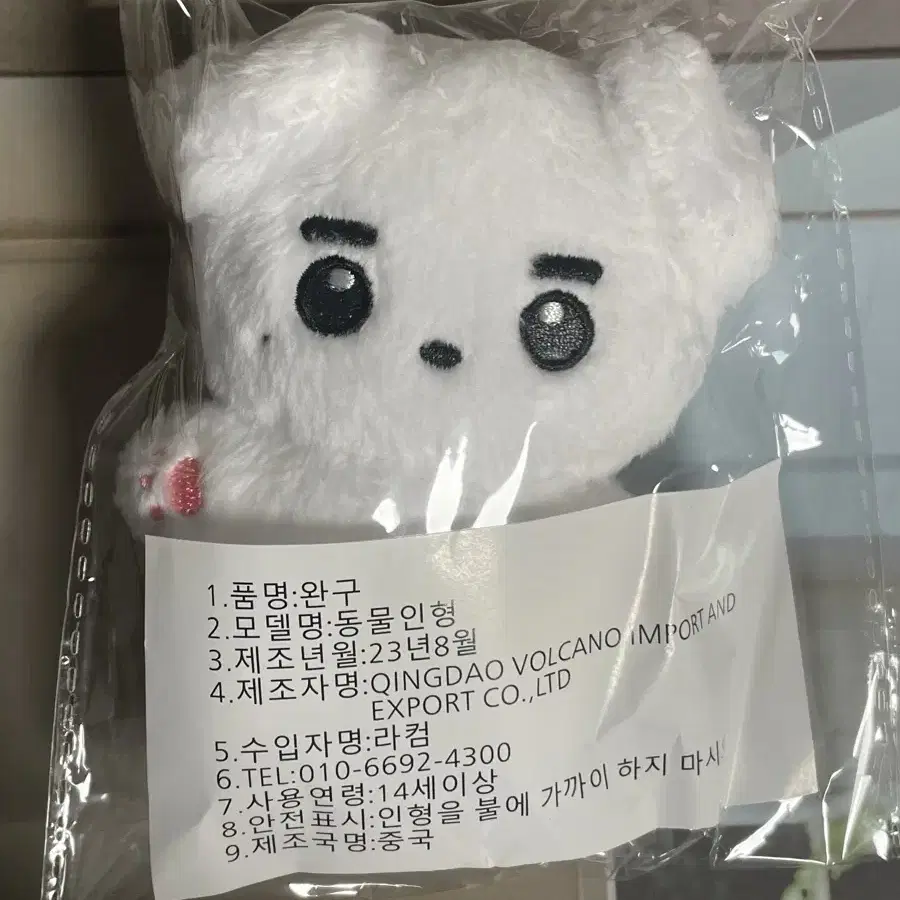 1.품명:완구
2.모델명:동물인형
3.제조년월:23년8월
4.제조자명:QINGDAO VOLCANO IMPORT AND
EXPORT CO.,LTD
5.수입자명:라컴
6.TEL:010-6692-4300
7.사용연령:14세이상
8.안전표시:인형을 불에 가까이 하지
9.제조국명:중국